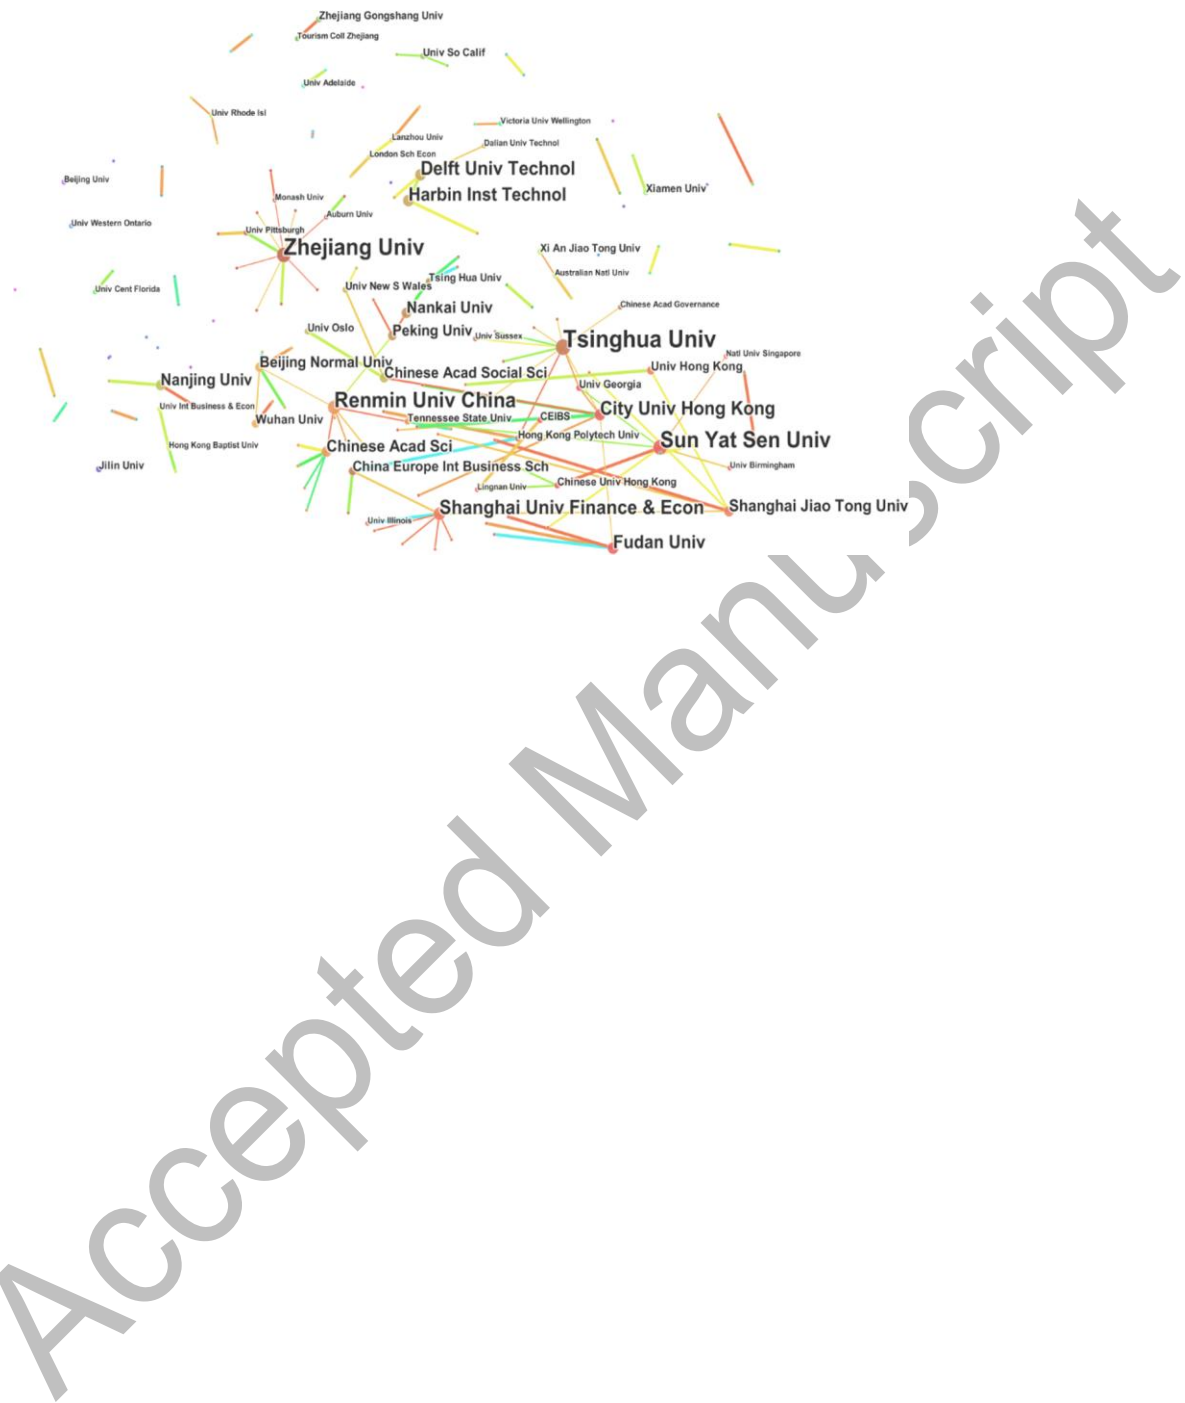 Zhejiang Gongshang Univ
Tourism Coll Zhejiang
Univ So Calif
Univ Adelaide
Univ Rhode Isl
Victoria Univ Wellington
Lanzhou Univ
Dalian Univ Technol
London Sch Econ
Delft Univ Technol
Beijing Univ
Xiamen Univ
Harbin Inst Technol
Monash Univ
Auburn Univ
Univ Western Ontario
Univ Pittsburgh
Zhejiang Univ
Xi An Jiao Tong Univ
Australian Natl Univ
Tsing Hua Univ
Univ New S Wales
Univ Cent Florida
Chinese Acad Governance
Nankai Univ
Univ Oslo
Peking Univ
Univ Sussex
Tsinghua Univ
Natl Univ Singapore
Beijing Normal Univ
Univ Hong Kong
Chinese Acad Social Sci
Nanjing Univ
Univ Georgia
Renmin Univ China
Univ Int Business & Econ
City Univ Hong Kong
Wuhan Univ
Tennessee State Univ
CEIBS
Hong Kong Polytech Univ
Sun Yat Sen Univ
Hong Kong Baptist Univ
Chinese Acad Sci
Jilin Univ
China Europe Int Business Sch
Univ Birmingham
Lingnan Univ
Chinese Univ Hong Kong
Shanghai Univ Finance & Econ
Shanghai Jiao Tong Univ
Univ Illinois
Fudan Univ
Accepted Manuscript